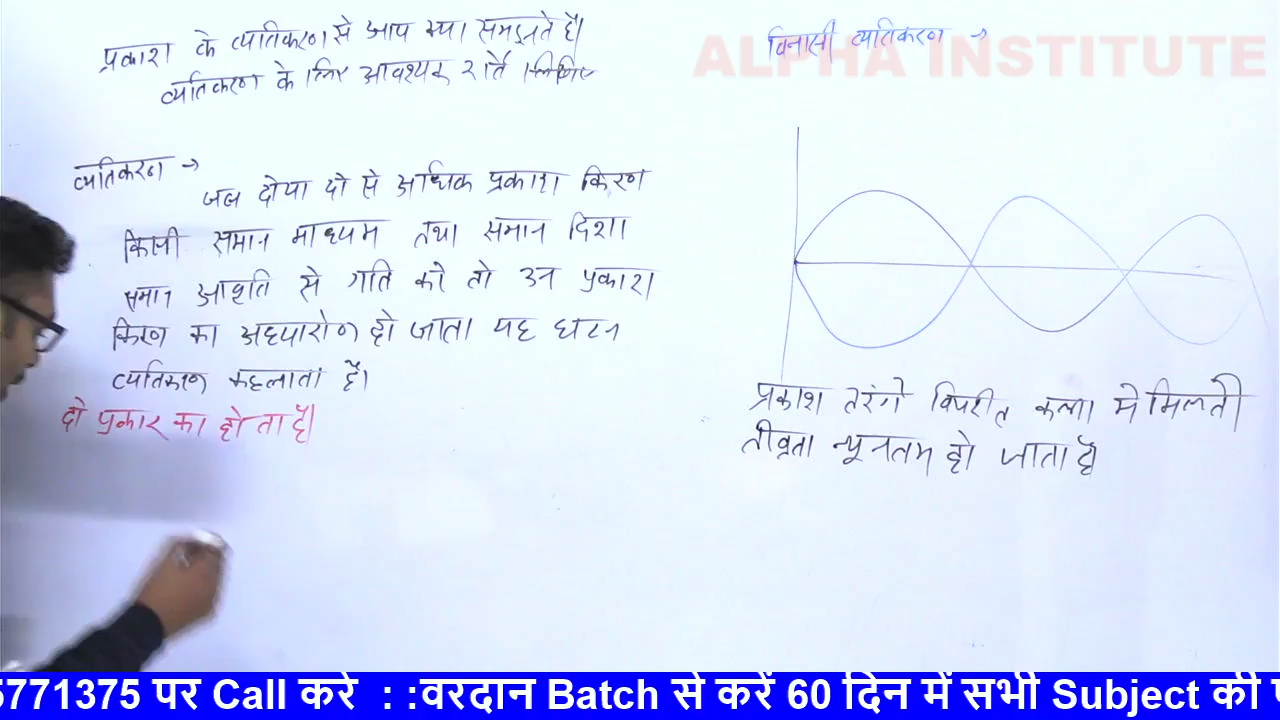 प्रकाश के व्यतिकरण से आप क्या समझते है।
व्यतिकरण के लिए आवश्यक शर्ते लिखिए
व्यतिकरण →
जब दो या दो से अधिक प्रकाश किरण
किसी समान माध्यम तथा समान दिशा
समान आवृति से गति करे तो उन प्रकाश
किरण का अध्यारोण हो जाता यह घटन
व्यतिकरण कहलाता है।
दो प्रकार का होता है।
विनासी व्यतिकरण →
ALPHA INSTITUTE
प्रकाश तरंगे विपरीत कला मे मिलती
तीव्रता न्यूनतम हो जाता है
5771375 पर Call करे : :वरदान Batch से करें 60 दिन में सभी Subject की